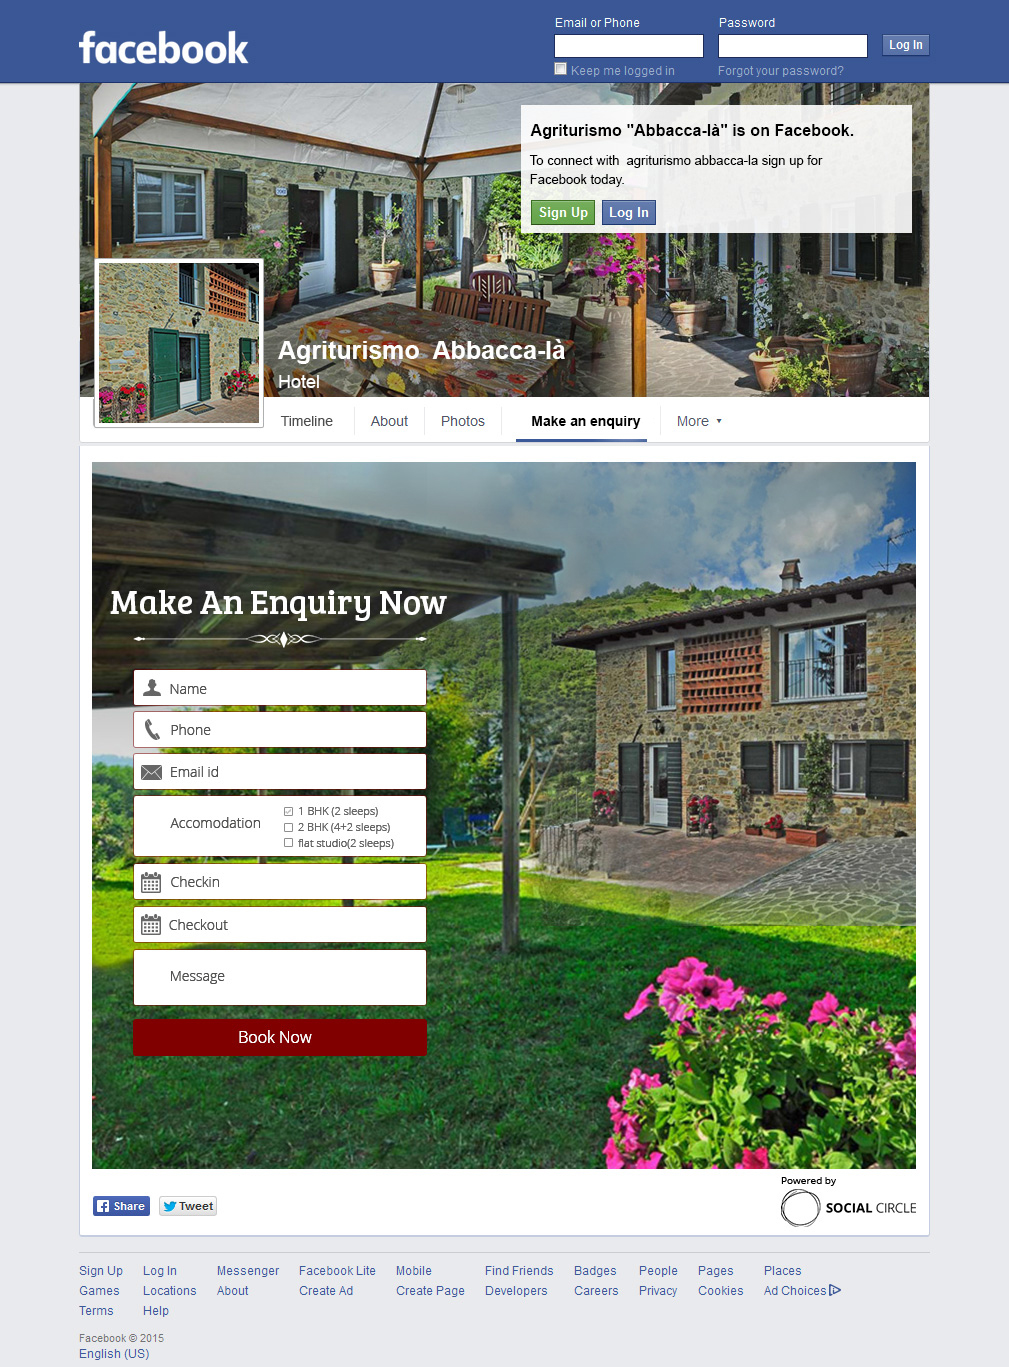 facebook
Email or Phone
Password
Log In
Keep me logged in
Forgot your password?
Agriturismo "Abbacca-là" is on Facebook.
To connect with agriturismo abbacca-la sign up for
Facebook today.
Sign Up
Log In
Agriturismo Abbacca-là
Hotel
Timeline
About
Photos
Make an enquiry
More
Make An Enquiry Now
Name
Phone
Email id
Accomodation
1 BHK (2 sleeps)
2 BHK (4+2 sleeps)
flat studio(2 sleeps)
Checkin
Checkout
Message
Book Now
Share
Tweet
Powered by
SOCIAL CIRCLE
Sign Up Log In Messenger Facebook Lite Mobile Find Friends Badges People Pages Places
Games Locations About Create Ad Create Page Developers Careers Privacy Cookies Ad Choices
Terms Help
Facebook © 2015
English (US)